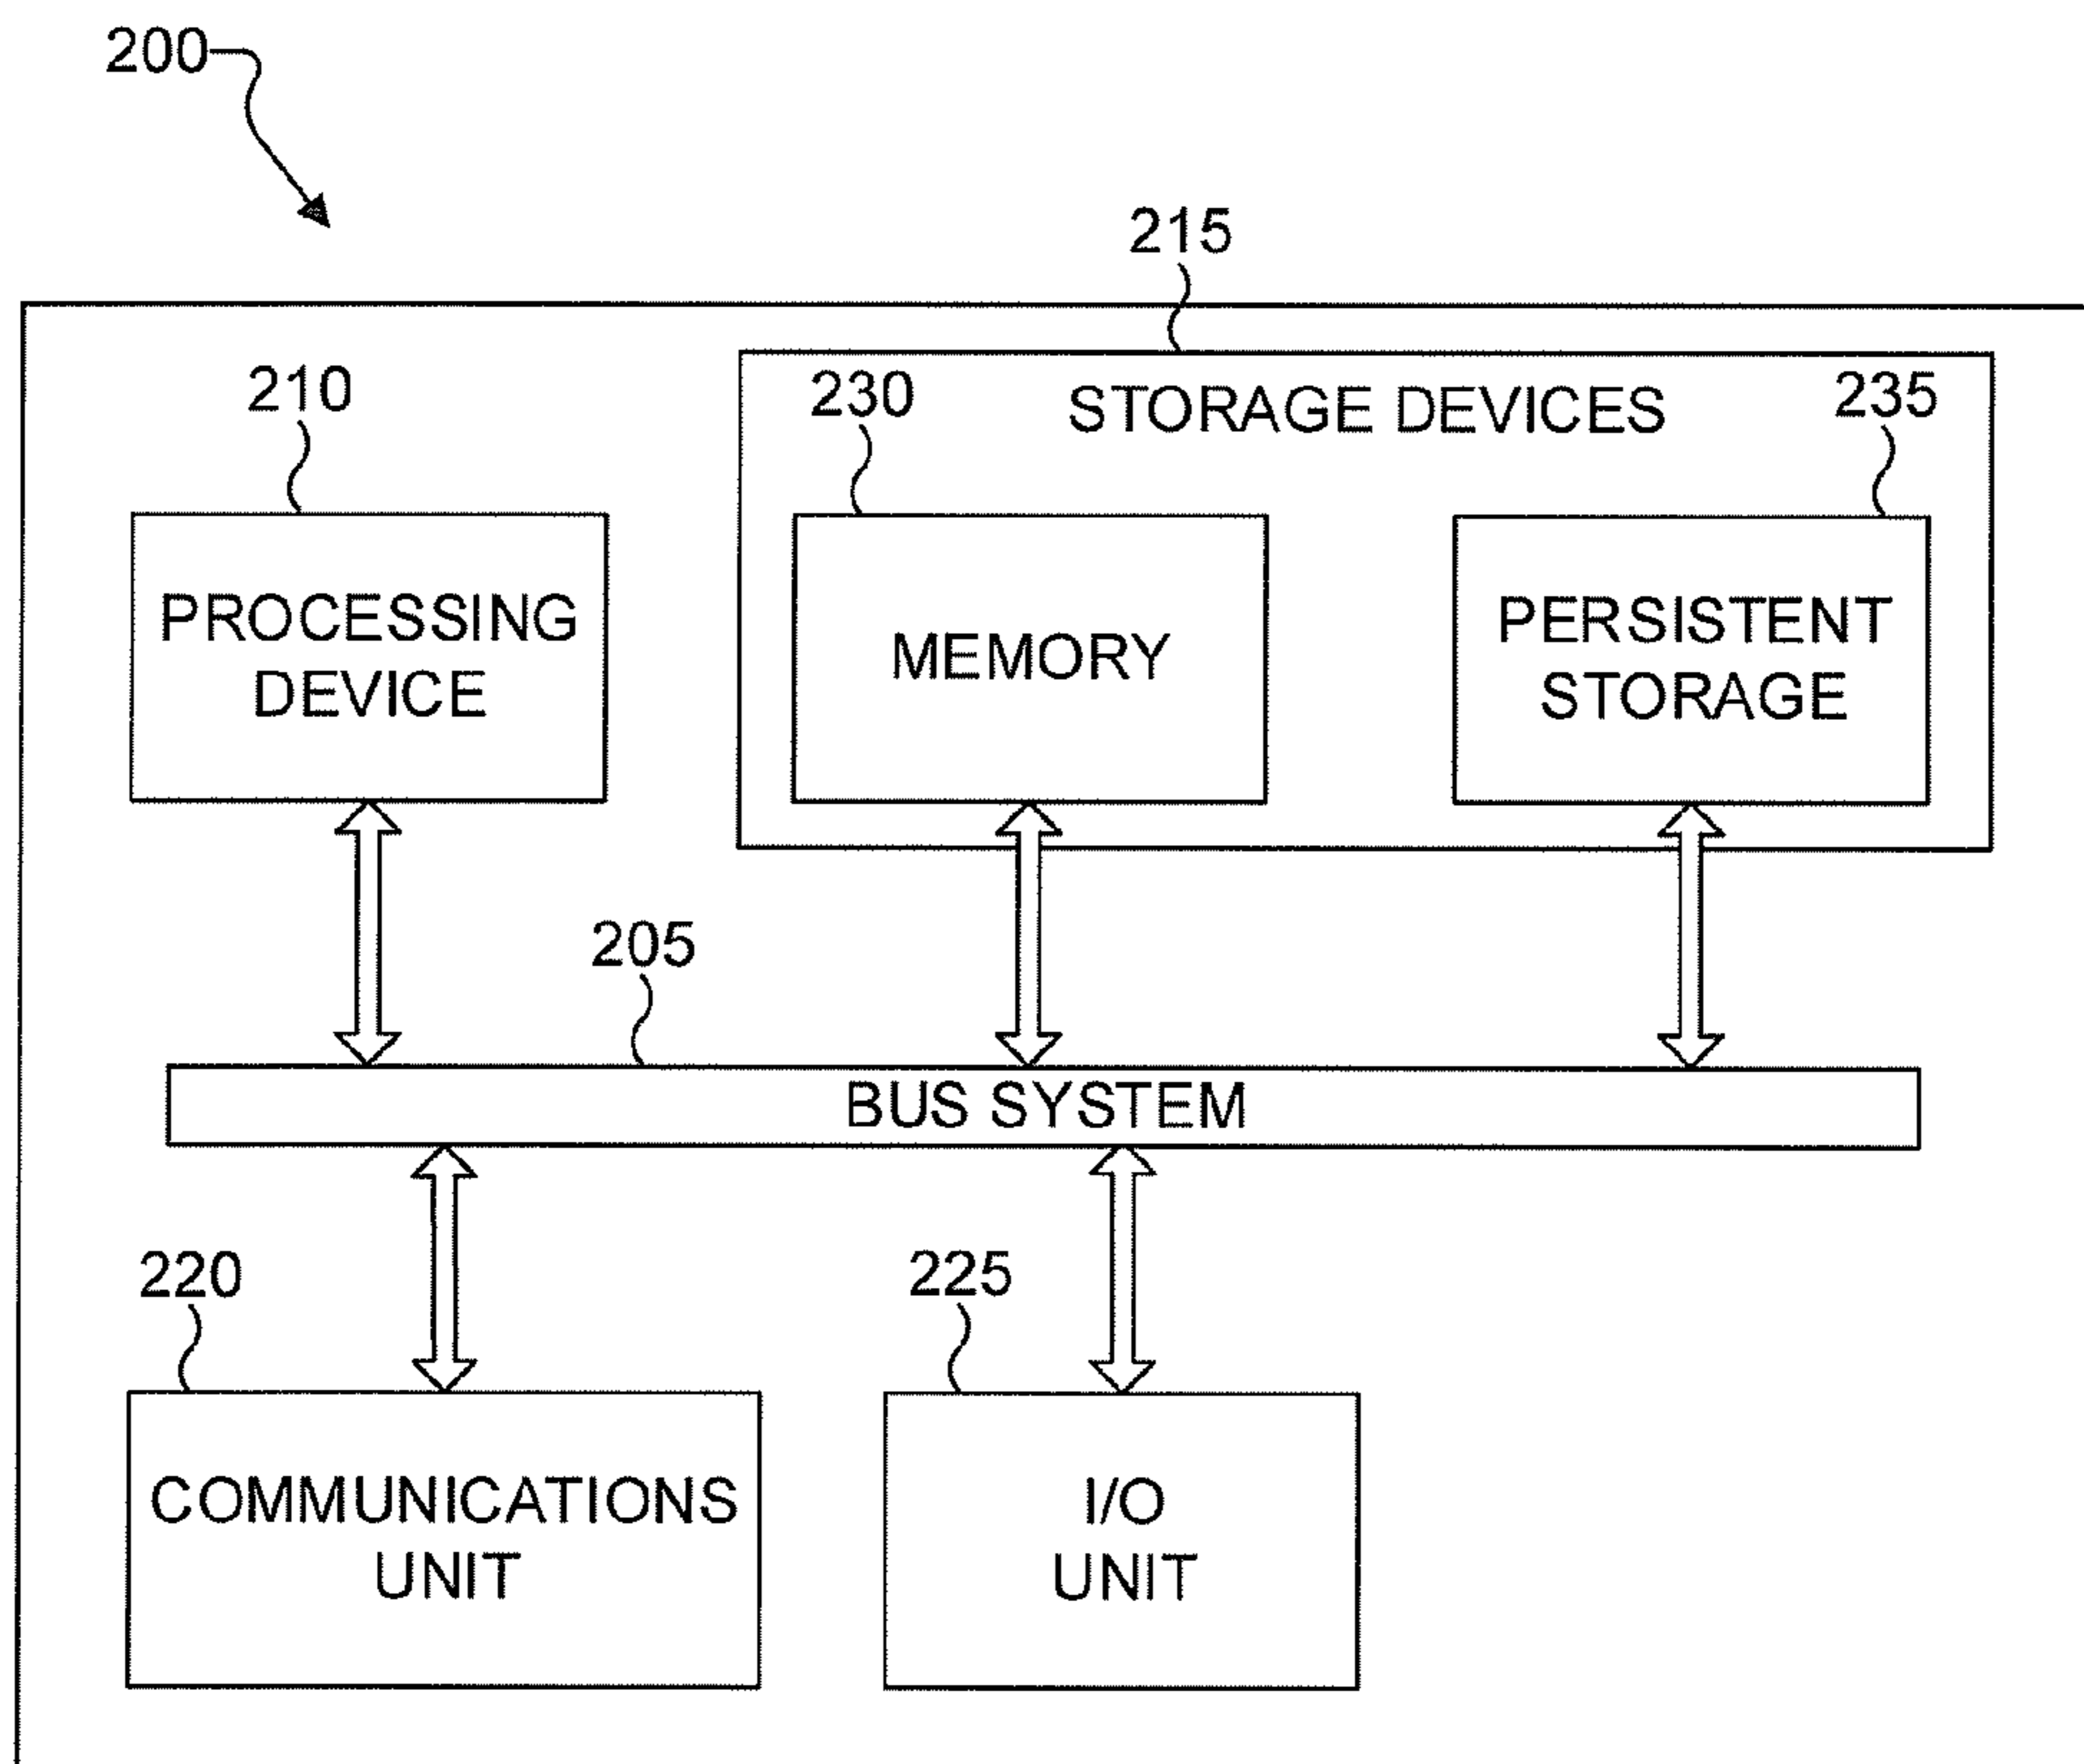 200
215
210
230
STORAGE DEVICES
235
PROCESSING
DEVICE
MEMORY
PERSISTENT
STORAGE
205
BUS SYSTEM
220
225
COMMUNICATIONS
UNIT
I/O
UNIT